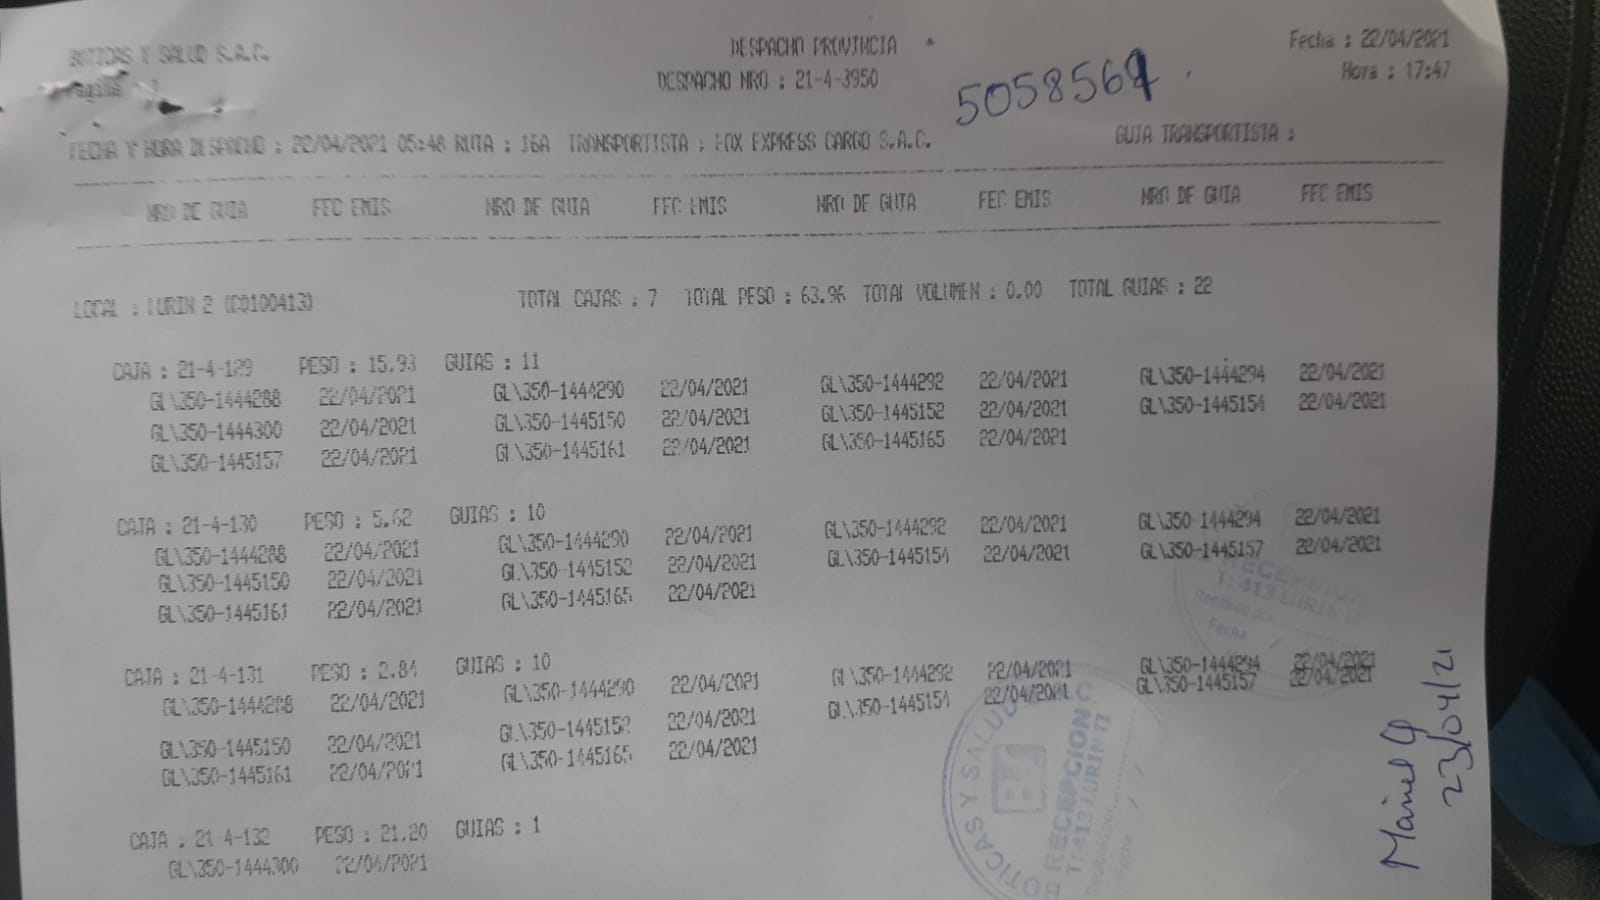 BOTICAS Y SALUD S.A.C. DESPACHO PROVINCIA Fecha : 22/04/2021
Pagina DESPACHO NRO : 21-4-3950 Hora : 17:47
5058564
FECHA Y HORA DESPACHO : 22/04/2021 05:48 RUTA : 16A TRANSPORTISTA : FOX EXPRESS CARGO S.A.C. GUIA TRANSPORTISTA :
NRO DE GUIA FEC EMIS NRO DE GUIA FEC EMIS NRO DE GUIA FEC EMIS NRO DE GUIA FEC EMIS
LOCAL : LURIN 2 (C0100413) TOTAL CAJAS : 7 TOTAL PESO : 63.96 TOTAL VOLUMEN : 0.00 TOTAL GUIAS : 22
CAJA : 21-4-129 PESO : 15.93 GUIAS : 11
GL\350-1444288 22/04/2021 GL\350-1444290 22/04/2021 GL\350-1444292 22/04/2021 GL\350-1444294 22/04/2021
GL\350-1444300 22/04/2021 GL\350-1445150 22/04/2021 GL\350-1445152 22/04/2021 GL\350-1445154 22/04/2021
GL\350-1445157 22/04/2021 GL\350-1445161 22/04/2021 GL\350-1445165 22/04/2021
CAJA : 21-4-130 PESO : 5.62 GUIAS : 10
GL\350-1444288 22/04/2021 GL\350-1444290 22/04/2021 GL\350-1444292 22/04/2021 GL\350-1444294 22/04/2021
GL\350-1445150 22/04/2021 GL\350-1445152 22/04/2021 GL\350-1445154 22/04/2021 GL\350-1445157 22/04/2021
GL\350-1445161 22/04/2021 GL\350-1445165 22/04/2021
RECEPCION
T: 413 LURIN II
Recibido por
Fecha
CAJA : 21-4-131 PESO : 2.84 GUIAS : 10
GL\350-1444288 22/04/2021 GL\350-1444290 22/04/2021 GL\350-1444292 22/04/2021 GL\350-1444294 22/04/2021
GL\350-1445150 22/04/2021 GL\350-1445152 22/04/2021 GL\350-1445154 22/04/2021 GL\350-1445157 22/04/2021
GL\350-1445161 22/04/2021 GL\350-1445165 22/04/2021
CAJA : 21-4-132 PESO : 21.20 GUIAS : 1
GL\350-1444300 22/04/2021
BOTICAS Y SALUD
RECEPCION
T: 413 LURIN II
Recibido por
Fecha
23/04/21